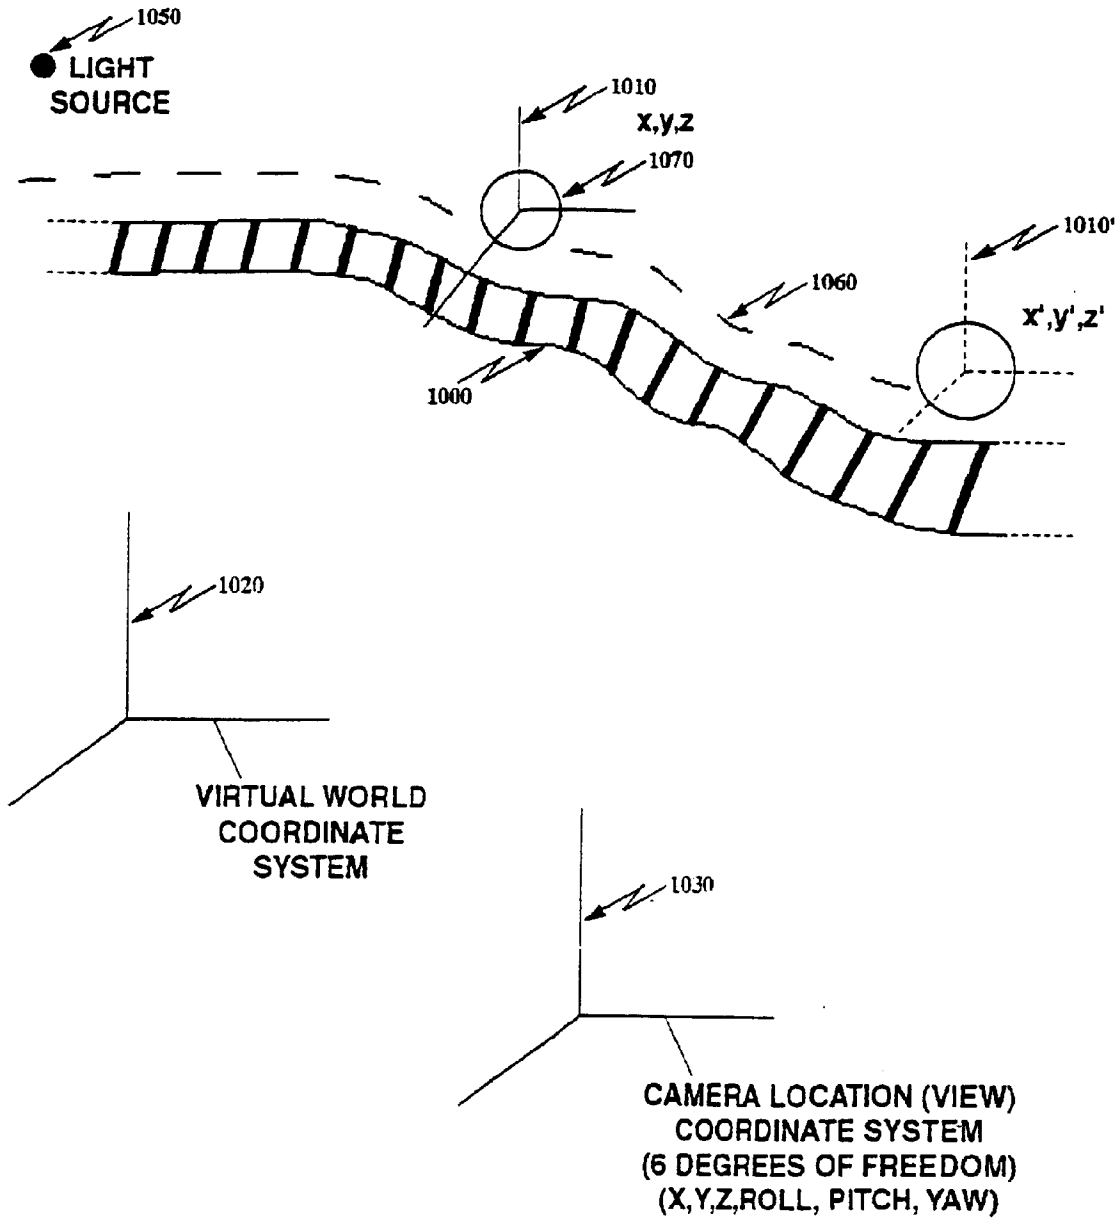 1050
LIGHT
SOURCE
1010
x,y,z
1070
1010'
1060
x',y',z'
1000
1020
VIRTUAL WORLD
COORDINATE
SYSTEM
1030
CAMERA LOCATION (VIEW)
COORDINATE SYSTEM
(6 DEGREES OF FREEDOM)
(X,Y,Z,ROLL, PITCH, YAW)